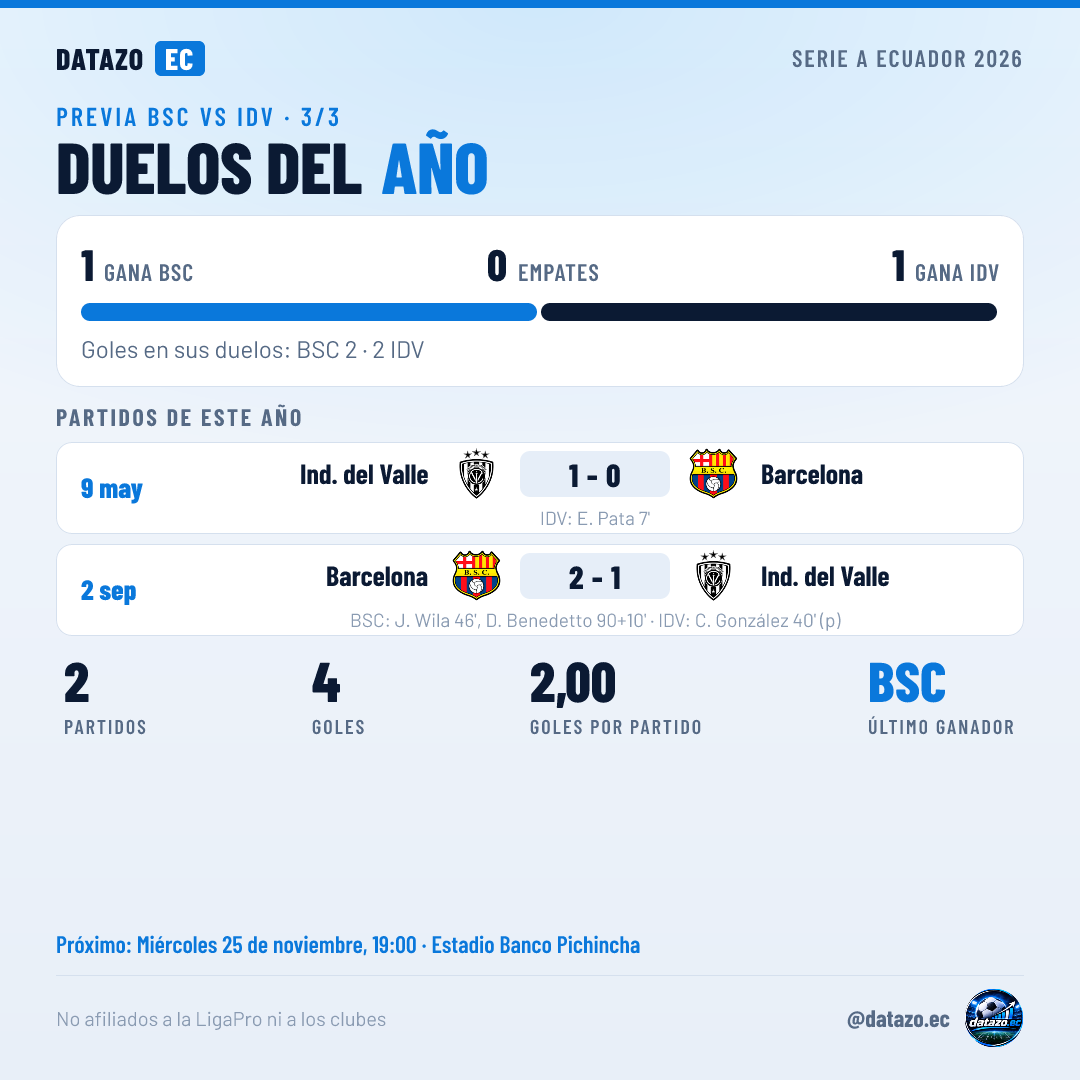 DATAZO EC
SERIE A ECUADOR 2026
PREVIA BSC VS IDV · 3/3
DUELOS DEL AÑO
1 GANA BSC
0 EMPATES
1 GANA IDV
Goles en sus duelos: BSC 2 · 2 IDV
PARTIDOS DE ESTE AÑO
9 may
Ind. del Valle
1 - 0
B. S. C.
Barcelona
IDV: E. Pata 7'
2 sep
Barcelona
B. S. C.
2 - 1
Ind. del Valle
BSC: J. Wila 46', D. Benedetto 90+10' · IDV: C. González 40' (p)
2
PARTIDOS
4
GOLES
2,00
GOLES POR PARTIDO
BSC
ÚLTIMO GANADOR
Próximo: Miércoles 25 de noviembre, 19:00 · Estadio Banco Pichincha
No afiliados a la LigaPro ni a los clubes
@datazo.ec
datazo.ec